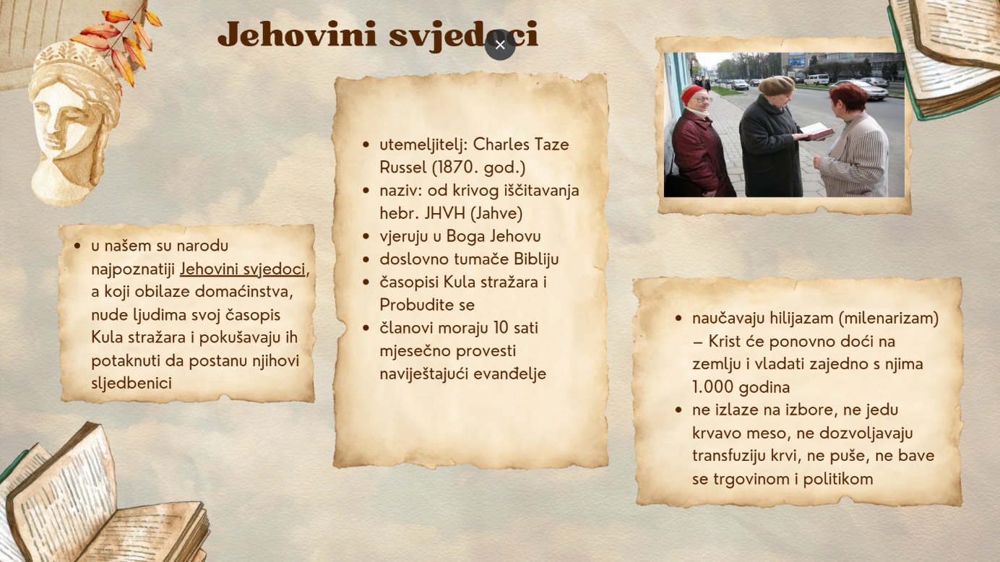 Jehovini svjedoci
u našem su narodu
najpoznatiji Jehovini svjedoci,
a koji obilaze domaćinstva,
nude ljudima svoj časopis
Kula stražara i pokušavaju ih
potaknuti da postanu njihovi
sljedbenici
utemeljitelj: Charles Taze
Russel (1870. god.)
naziv: od krivog iščitavanja
hebr. JHVH (Jahve)
vjeruju u Boga Jehovu
doslovno tumače Bibliju
časopisi Kula stražara i
Probudite se
članovi moraju 10 sati
mjesečno provesti
naviještajući evanđelje
naučavaju hilijazam (milenarizam)
– Krist će ponovno doći na
zemlju i vladati zajedno s njima
1.000 godina
ne izlaze na izbore, ne jedu
krvavo meso, ne dozvoljavaju
transfuziju krvi, ne puše, ne bave
se trgovinom i politikom